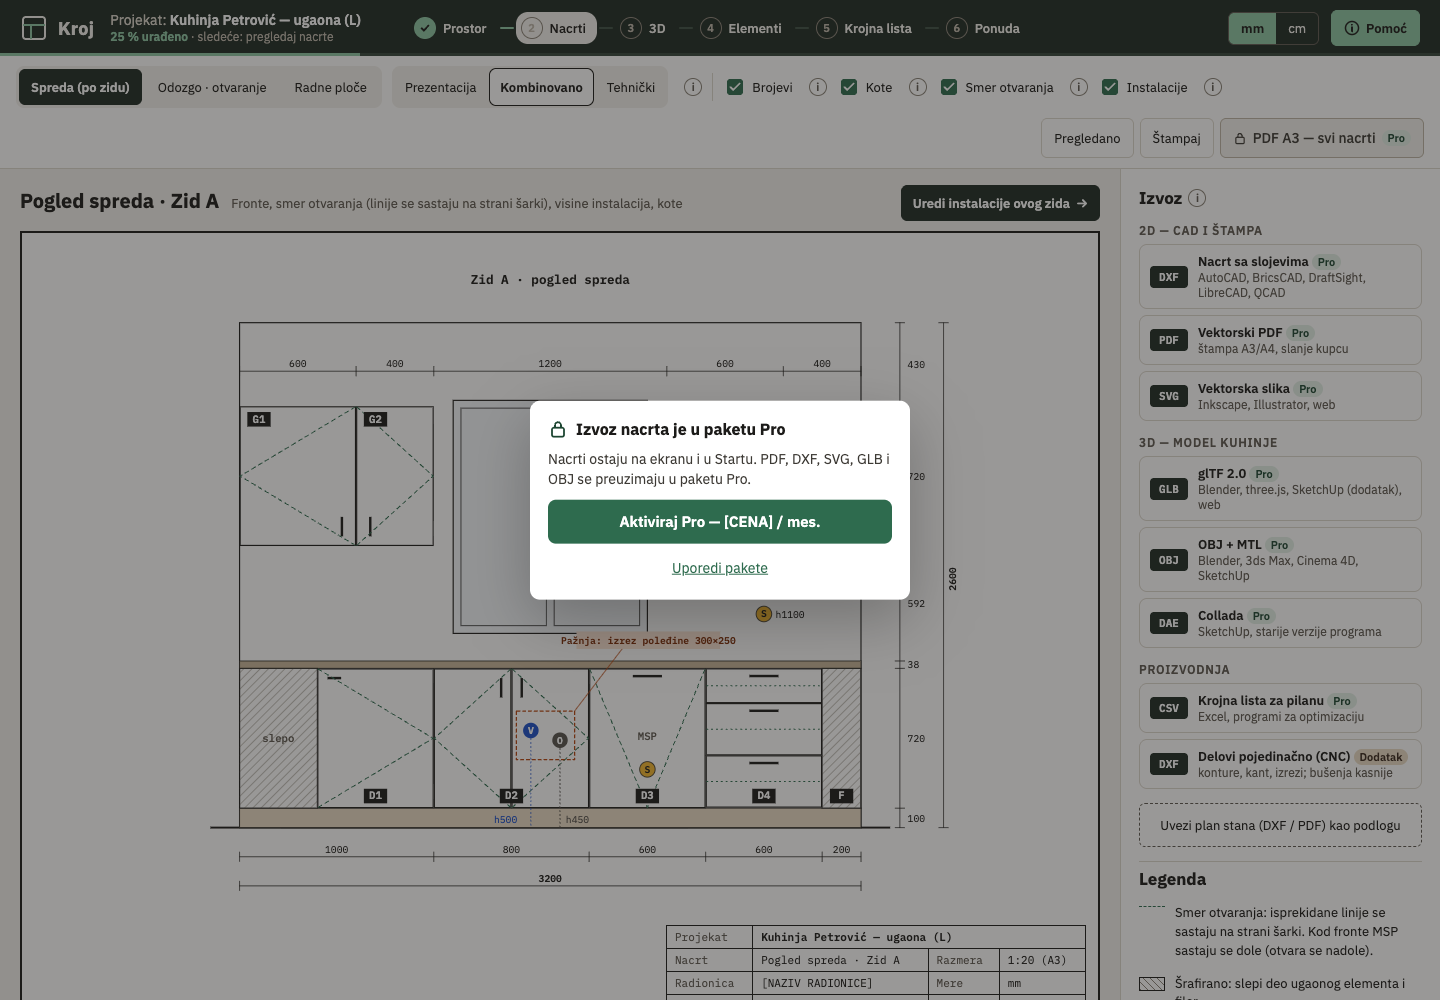 Kroj
Projekat: Kuhinja Petrović — ugaona (L)
25 % urađeno · sledeće: pregledaj nacrte
Prostor
2 Nacrti
3 3D
4 Elementi
5 Krojna lista
6 Ponuda
mm cm
Pomoć
Spreda (po zidu) Odozgo · otvaranje Radne ploče
Prezentacija Kombinovano Tehnički
Brojevi Kote Smer otvaranja Instalacije
Pregledano Štampaj PDF A3 — svi nacrti Pro
Pogled spreda · Zid A
Fronte, smer otvaranja (linije se sastaju na strani šarki), visine instalacija, kote
Uredi instalacije ovog zida →
Zid A · pogled spreda
600 400 1200 600 400
430
G1 G2
720
592
2600
S h1100
Pažnja: izrez poleđine 300×250
38
slepo
V
O
MSP
S
720
D1 D2 D3 D4 F
h500 h450
100
1000 800 600 600 200
3200
Projekat Kuhinja Petrović — ugaona (L)
Nacrt Pogled spreda · Zid A Razmera 1:20 (A3)
Radionica [NAZIV RADIONICE] Mere mm
Izvoz nacrta je u paketu Pro
Nacrti ostaju na ekranu i u Startu. PDF, DXF, SVG, GLB i
OBJ se preuzimaju u paketu Pro.
Aktiviraj Pro — [CENA] / mes.
Uporedi pakete
Izvoz
2D — CAD I ŠTAMPA
DXF
Nacrt sa slojevima Pro
AutoCAD, BricsCAD, DraftSight,
LibreCAD, QCAD
PDF
Vektorski PDF Pro
štampa A3/A4, slanje kupcu
SVG
Vektorska slika Pro
Inkscape, Illustrator, web
3D — MODEL KUHINJE
GLB
glTF 2.0 Pro
Blender, three.js, SketchUp (dodatak),
web
OBJ
OBJ + MTL Pro
Blender, 3ds Max, Cinema 4D,
SketchUp
DAE
Collada Pro
SketchUp, starije verzije programa
PROIZVODNJA
CSV
Krojna lista za pilanu Pro
Excel, programi za optimizaciju
DXF
Delovi pojedinačno (CNC) Dodatak
konture, kant, izrezi; bušenja kasnije
Uvezi plan stana (DXF / PDF) kao podlogu
Legenda
Smer otvaranja: isprekidane linije se
sastaju na strani šarki. Kod fronte MSP
sastaju se dole (otvara se nadole).
Šrafirano: slepi deo ugaonog elementa i